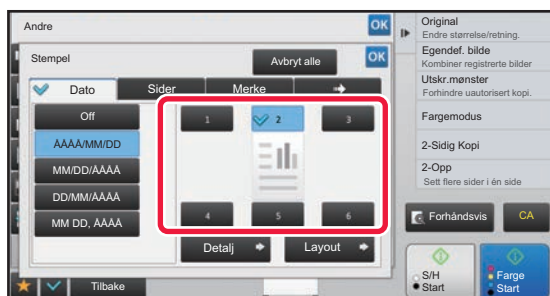 Andre
OK
Stempel
Avbryt alle
OK
Dato
Sider
Merke
Off
ÅÅÅÅ/MM/DD
MM/DD/ÅÅÅÅ
DD/MM/ÅÅÅÅ
MM DD, ÅÅÅÅ
1
2
3
4
5
6
Detalj
Layout
Tilbake
Original
Endre størrelse/retning.
Egendef. bilde
Kombiner registrerte bilder
Utskr.mønster
Forhindre uautorisert kopi.
Fargemodus
2-Sidig Kopi
2-Opp
Sett flere sider i én side
Forhåndsvis
CA
S/H
Start
Farge
Start